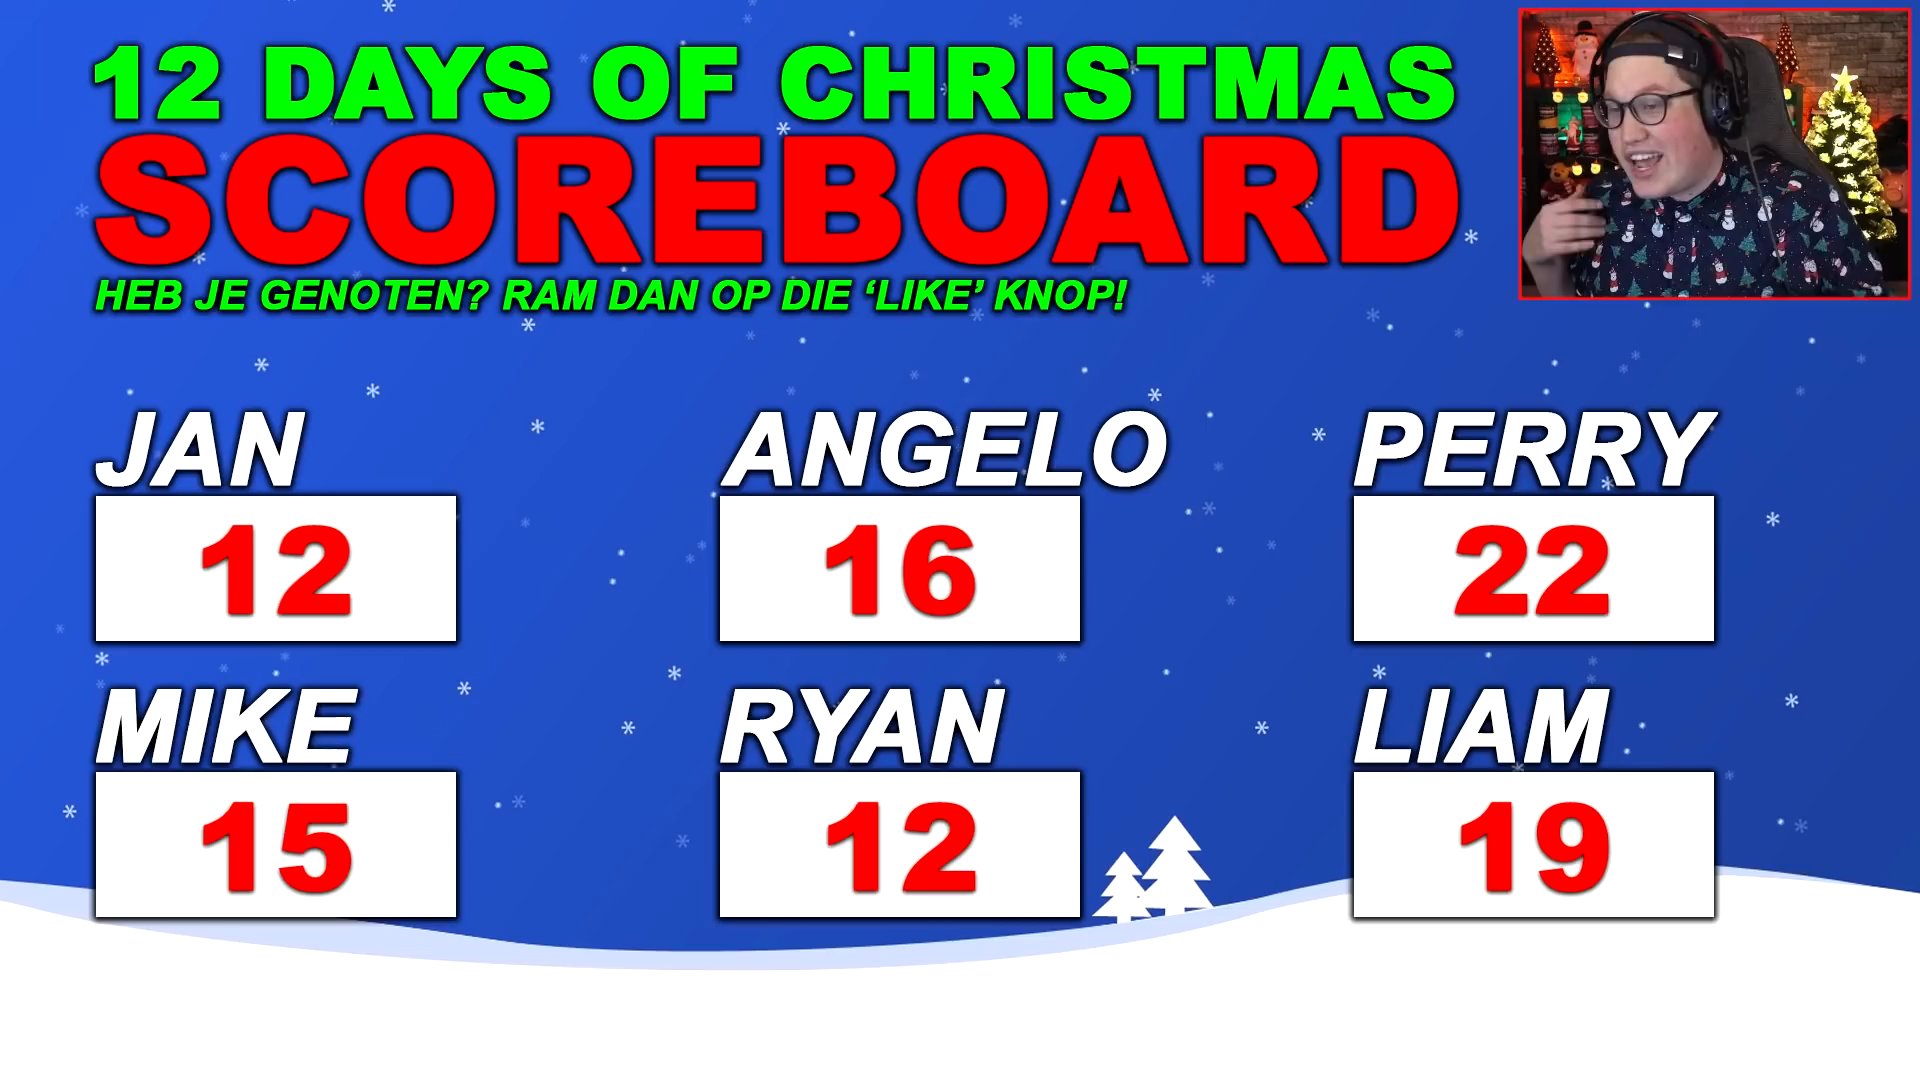 12 DAYS OF CHRISTMAS
SCOREBOARD
HEB JE GENOTEN? RAM DAN OP DIE ‘LIKE’ KNOP!
JAN ANGELO PERRY
12 16 22
MIKE RYAN LIAM
15 12 19